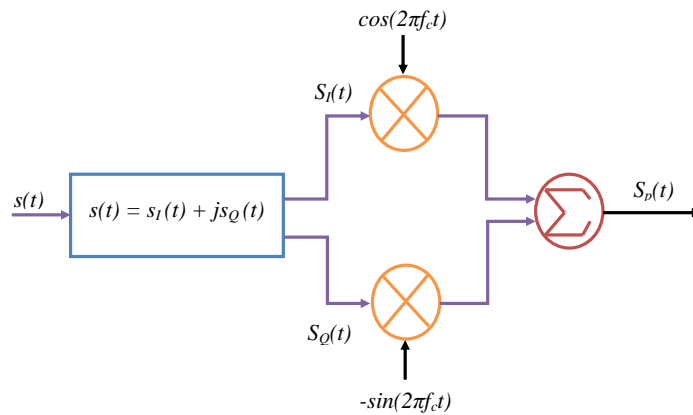 cos(2πf_ct)
S_I(t)
s(t)
s(t) = s_I(t) + js_Q(t)
S_p(t)
S_Q(t)
-sin(2πf_ct)